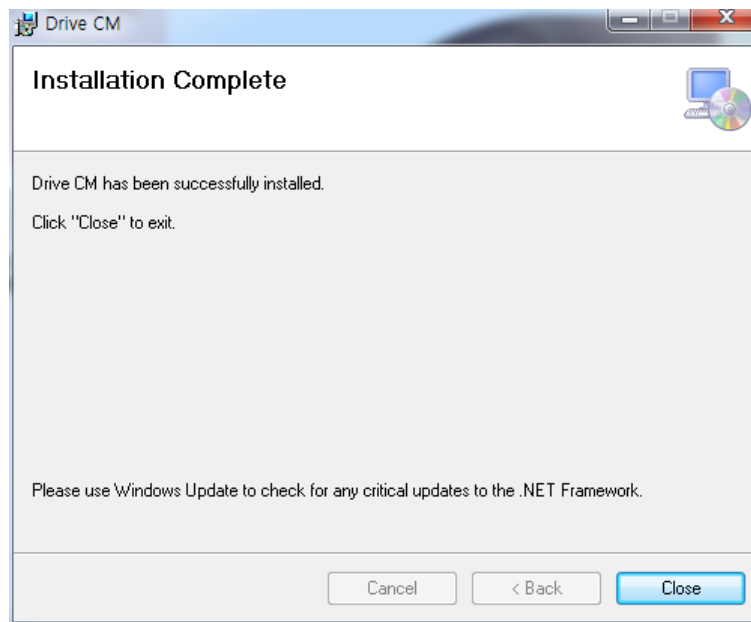 Drive CM
Installation Complete
Drive CM has been successfully installed.
Click "Close" to exit.
Please use Windows Update to check for any critical updates to the .NET Framework.
Cancel
< Back
Close